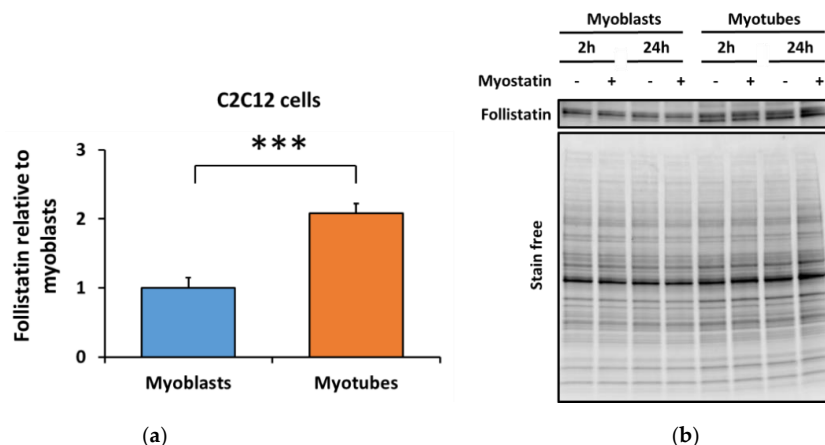 C2C12 cells
***
Follistatin relative to
myoblasts
3
2
1
0
Myoblasts
Myotubes
(a)
Myoblasts Myotubes
2h 24h 2h 24h
Myostatin - + - + - + - +
Follistatin
Stain free
(b)